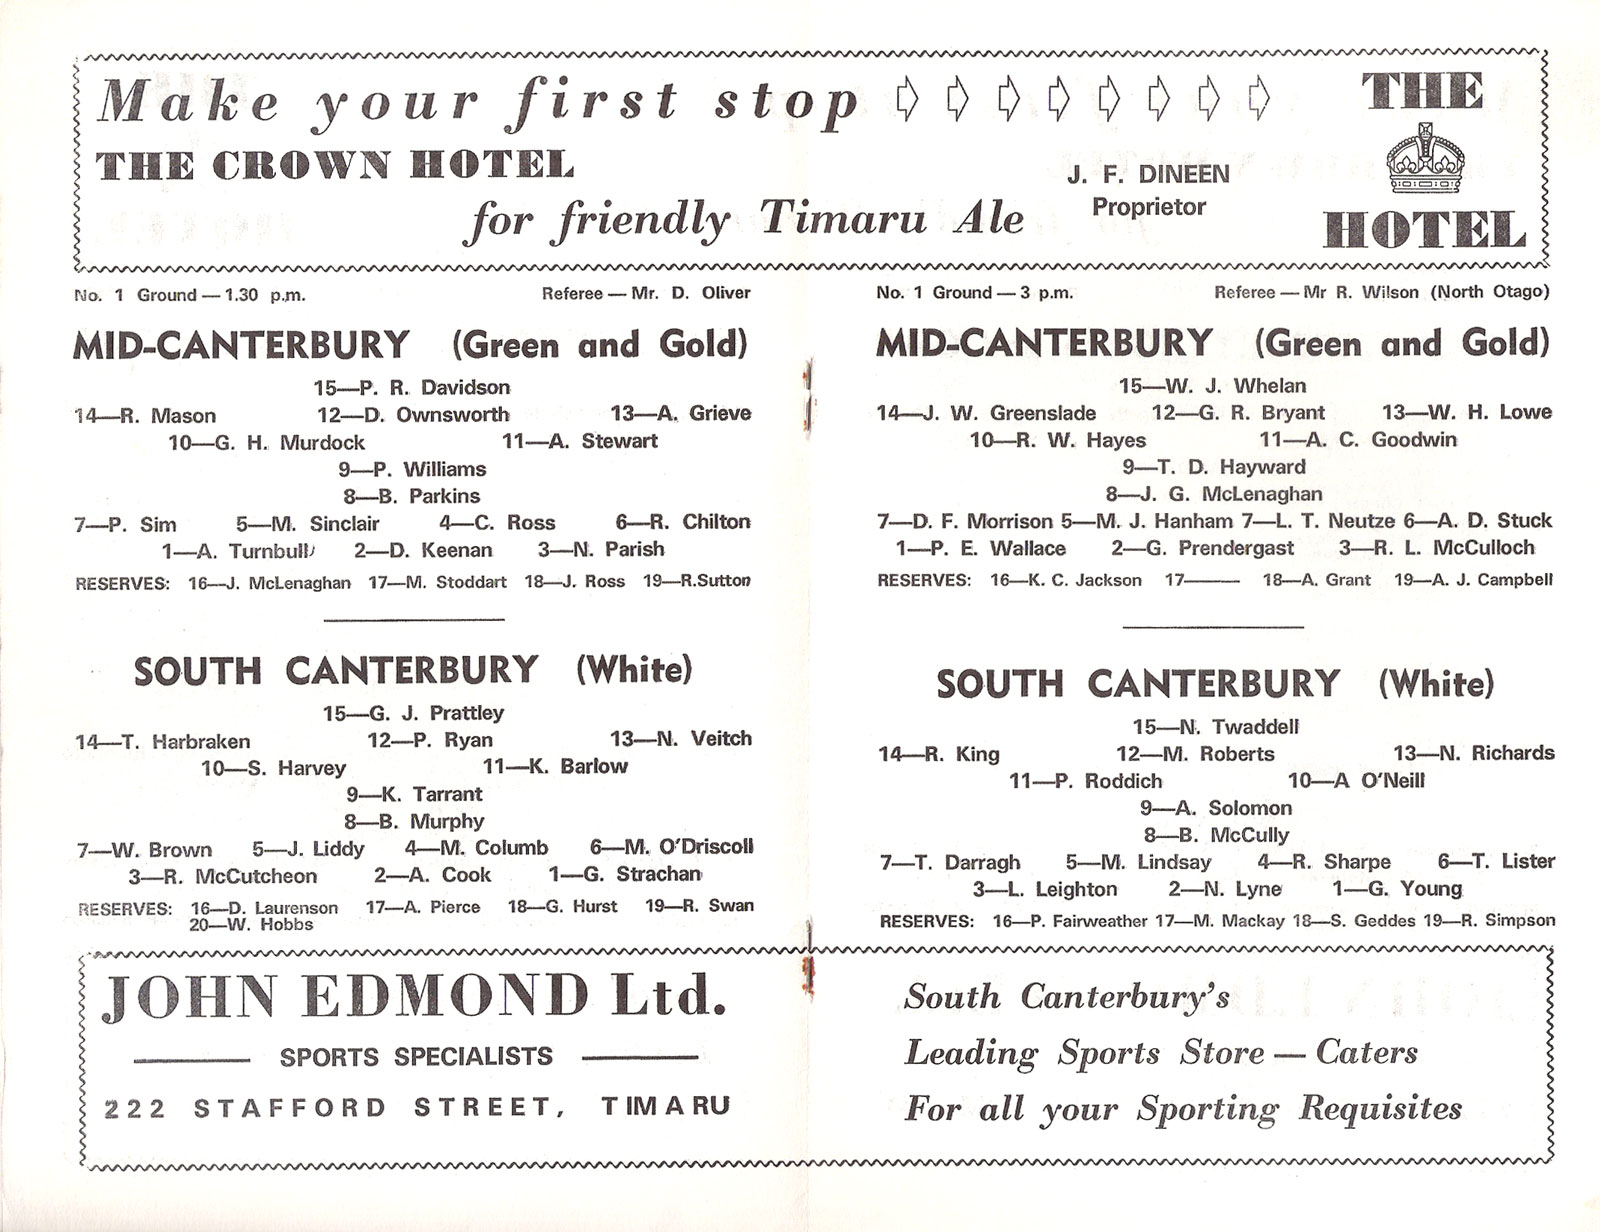 Make your first stop
THE CROWN HOTEL
for friendly Timaru Ale
J. F. DINEEN
Proprietor
THE
HOTEL
No. 1 Ground — 1.30 p.m. Referee — Mr. D. Oliver
MID-CANTERBURY (Green and Gold)
15—P. R. Davidson
14—R. Mason 12—D. Ownsworth 13—A. Grieve
10—G. H. Murdock 11—A. Stewart
9—P. Williams
8—B. Parkins
7—P. Sim 5—M. Sinclair 4—C. Ross 6—R. Chilton
1—A. Turnbull 2—D. Keenan 3—N. Parish
RESERVES: 16—J. McLenaghan 17—M. Stoddart 18—J. Ross 19—R.Sutton
SOUTH CANTERBURY (White)
15—G. J. Prattley
14—T. Harbraken 12—P. Ryan 13—N. Veitch
10—S. Harvey 11—K. Barlow
9—K. Tarrant
8—B. Murphy
7—W. Brown 5—J. Liddy 4—M. Columb 6—M. O'Driscoll
3—R. McCutcheon 2—A. Cook 1—G. Strachan
RESERVES: 16—D. Laurenson 17—A. Pierce 18—G. Hurst 19—R. Swan
20—W. Hobbs
No. 1 Ground — 3 p.m. Referee — Mr R. Wilson (North Otago)
MID-CANTERBURY (Green and Gold)
15—W. J. Whelan
14—J. W. Greenslade 12—G. R. Bryant 13—W. H. Lowe
10—R. W. Hayes 11—A. C. Goodwin
9—T. D. Hayward
8—J. G. McLenaghan
7—D. F. Morrison 5—M. J. Hanham 7—L. T. Neutze 6—A. D. Stuck
1—P. E. Wallace 2—G. Prendergast 3—R. L. McCulloch
RESERVES: 16—K. C. Jackson 17——— 18—A. Grant 19—A. J. Campbell
SOUTH CANTERBURY (White)
15—N. Twaddell
14—R. King 12—M. Roberts 13—N. Richards
11—P. Roddich 10—A O'Neill
9—A. Solomon
8—B. McCully
7—T. Darragh 5—M. Lindsay 4—R. Sharpe 6—T. Lister
3—L. Leighton 2—N. Lyne 1—G. Young
RESERVES: 16—P. Fairweather 17—M. Mackay 18—S. Geddes 19—R. Simpson
JOHN EDMOND Ltd.
SPORTS SPECIALISTS
222 STAFFORD STREET, TIMARU
South Canterbury's
Leading Sports Store — Caters
For all your Sporting Requisites